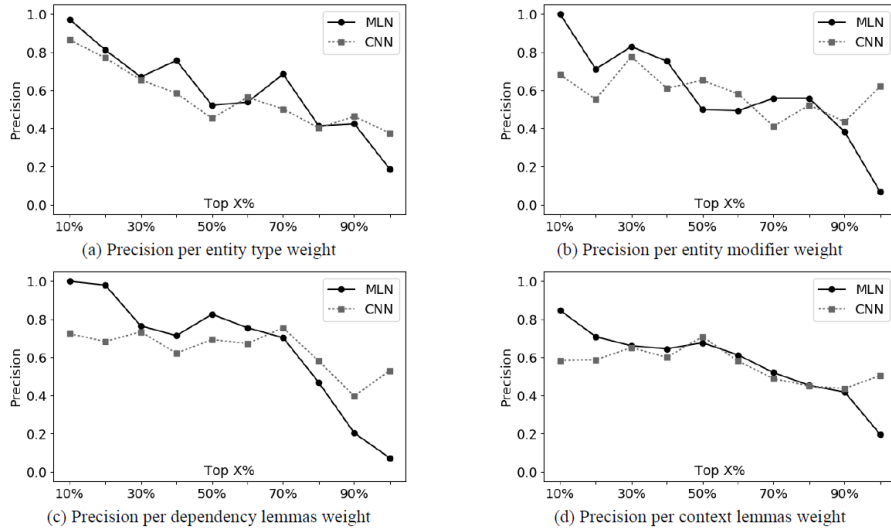 1.0
0.8
0.6
0.4
0.2
0.0
Precision
MLN
CNN
Top X%
10% 30% 50% 70% 90%
(a) Precision per entity type weight
1.0
0.8
0.6
0.4
0.2
0.0
Precision
MLN
CNN
Top X%
10% 30% 50% 70% 90%
(b) Precision per entity modifier weight
1.0
0.8
0.6
0.4
0.2
0.0
Precision
MLN
CNN
Top X%
10% 30% 50% 70% 90%
(c) Precision per dependency lemmas weight
1.0
0.8
0.6
0.4
0.2
0.0
Precision
MLN
CNN
Top X%
10% 30% 50% 70% 90%
(d) Precision per context lemmas weight